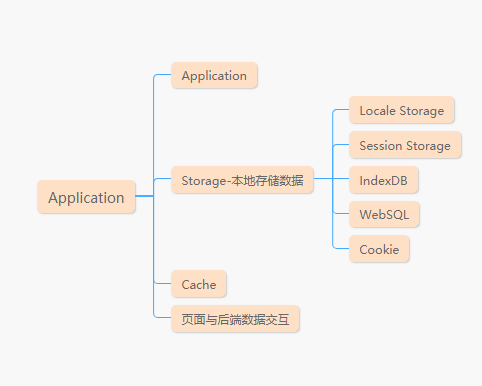 Application
Application
Storage-本地存储数据
Locale Storage
Session Storage
IndexDB
WebSQL
Cookie
Cache
页面与后端数据交互